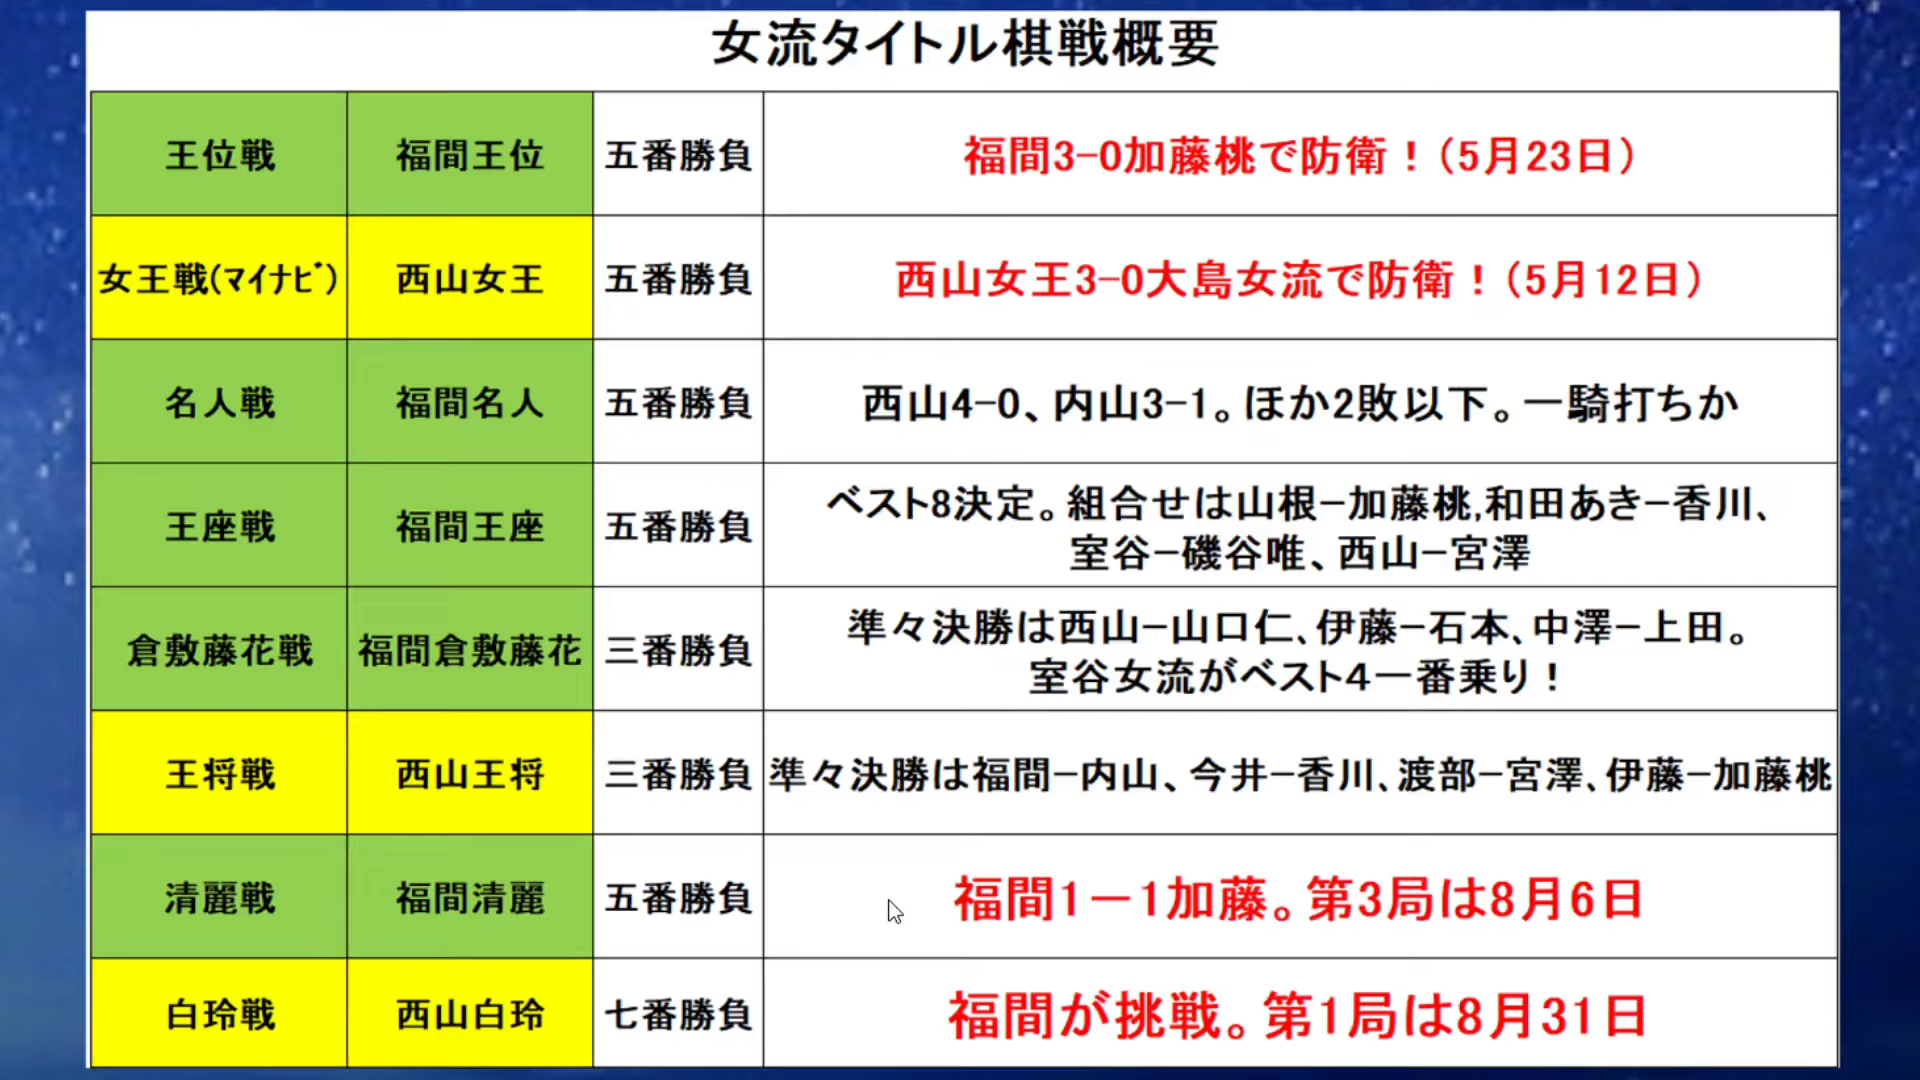 女流タイトル棋戦概要
王位戦 福間王位 五番勝負 福間3-0加藤桃で防衛！（5月23日）
女王戦(ﾏｲﾅﾋﾞ) 西山女王 五番勝負 西山女王3-0大島女流で防衛！（5月12日）
名人戦 福間名人 五番勝負 西山4-0、内山3-1。ほか2敗以下。一騎打ちか
王座戦 福間王座 五番勝負 ベスト8決定。組合せは山根−加藤桃,和田あき−香川、
室谷−磯谷唯、西山−宮澤
倉敷藤花戦 福間倉敷藤花 三番勝負 準々決勝は西山−山口仁、伊藤−石本、中澤−上田。
室谷女流がベスト4一番乗り！
王将戦 西山王将 三番勝負 準々決勝は福間−内山、今井−香川、渡部−宮澤、伊藤−加藤桃
清麗戦 福間清麗 五番勝負 福間1－1加藤。第3局は8月6日
白玲戦 西山白玲 七番勝負 福間が挑戦。第1局は8月31日